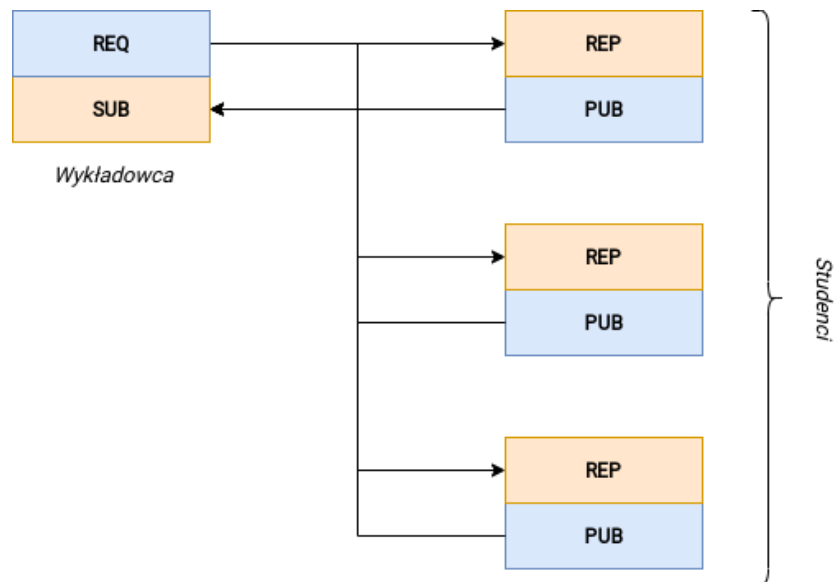 REQ
REP
SUB
PUB
Wykładowca
REP
PUB
Studenci
REP
PUB